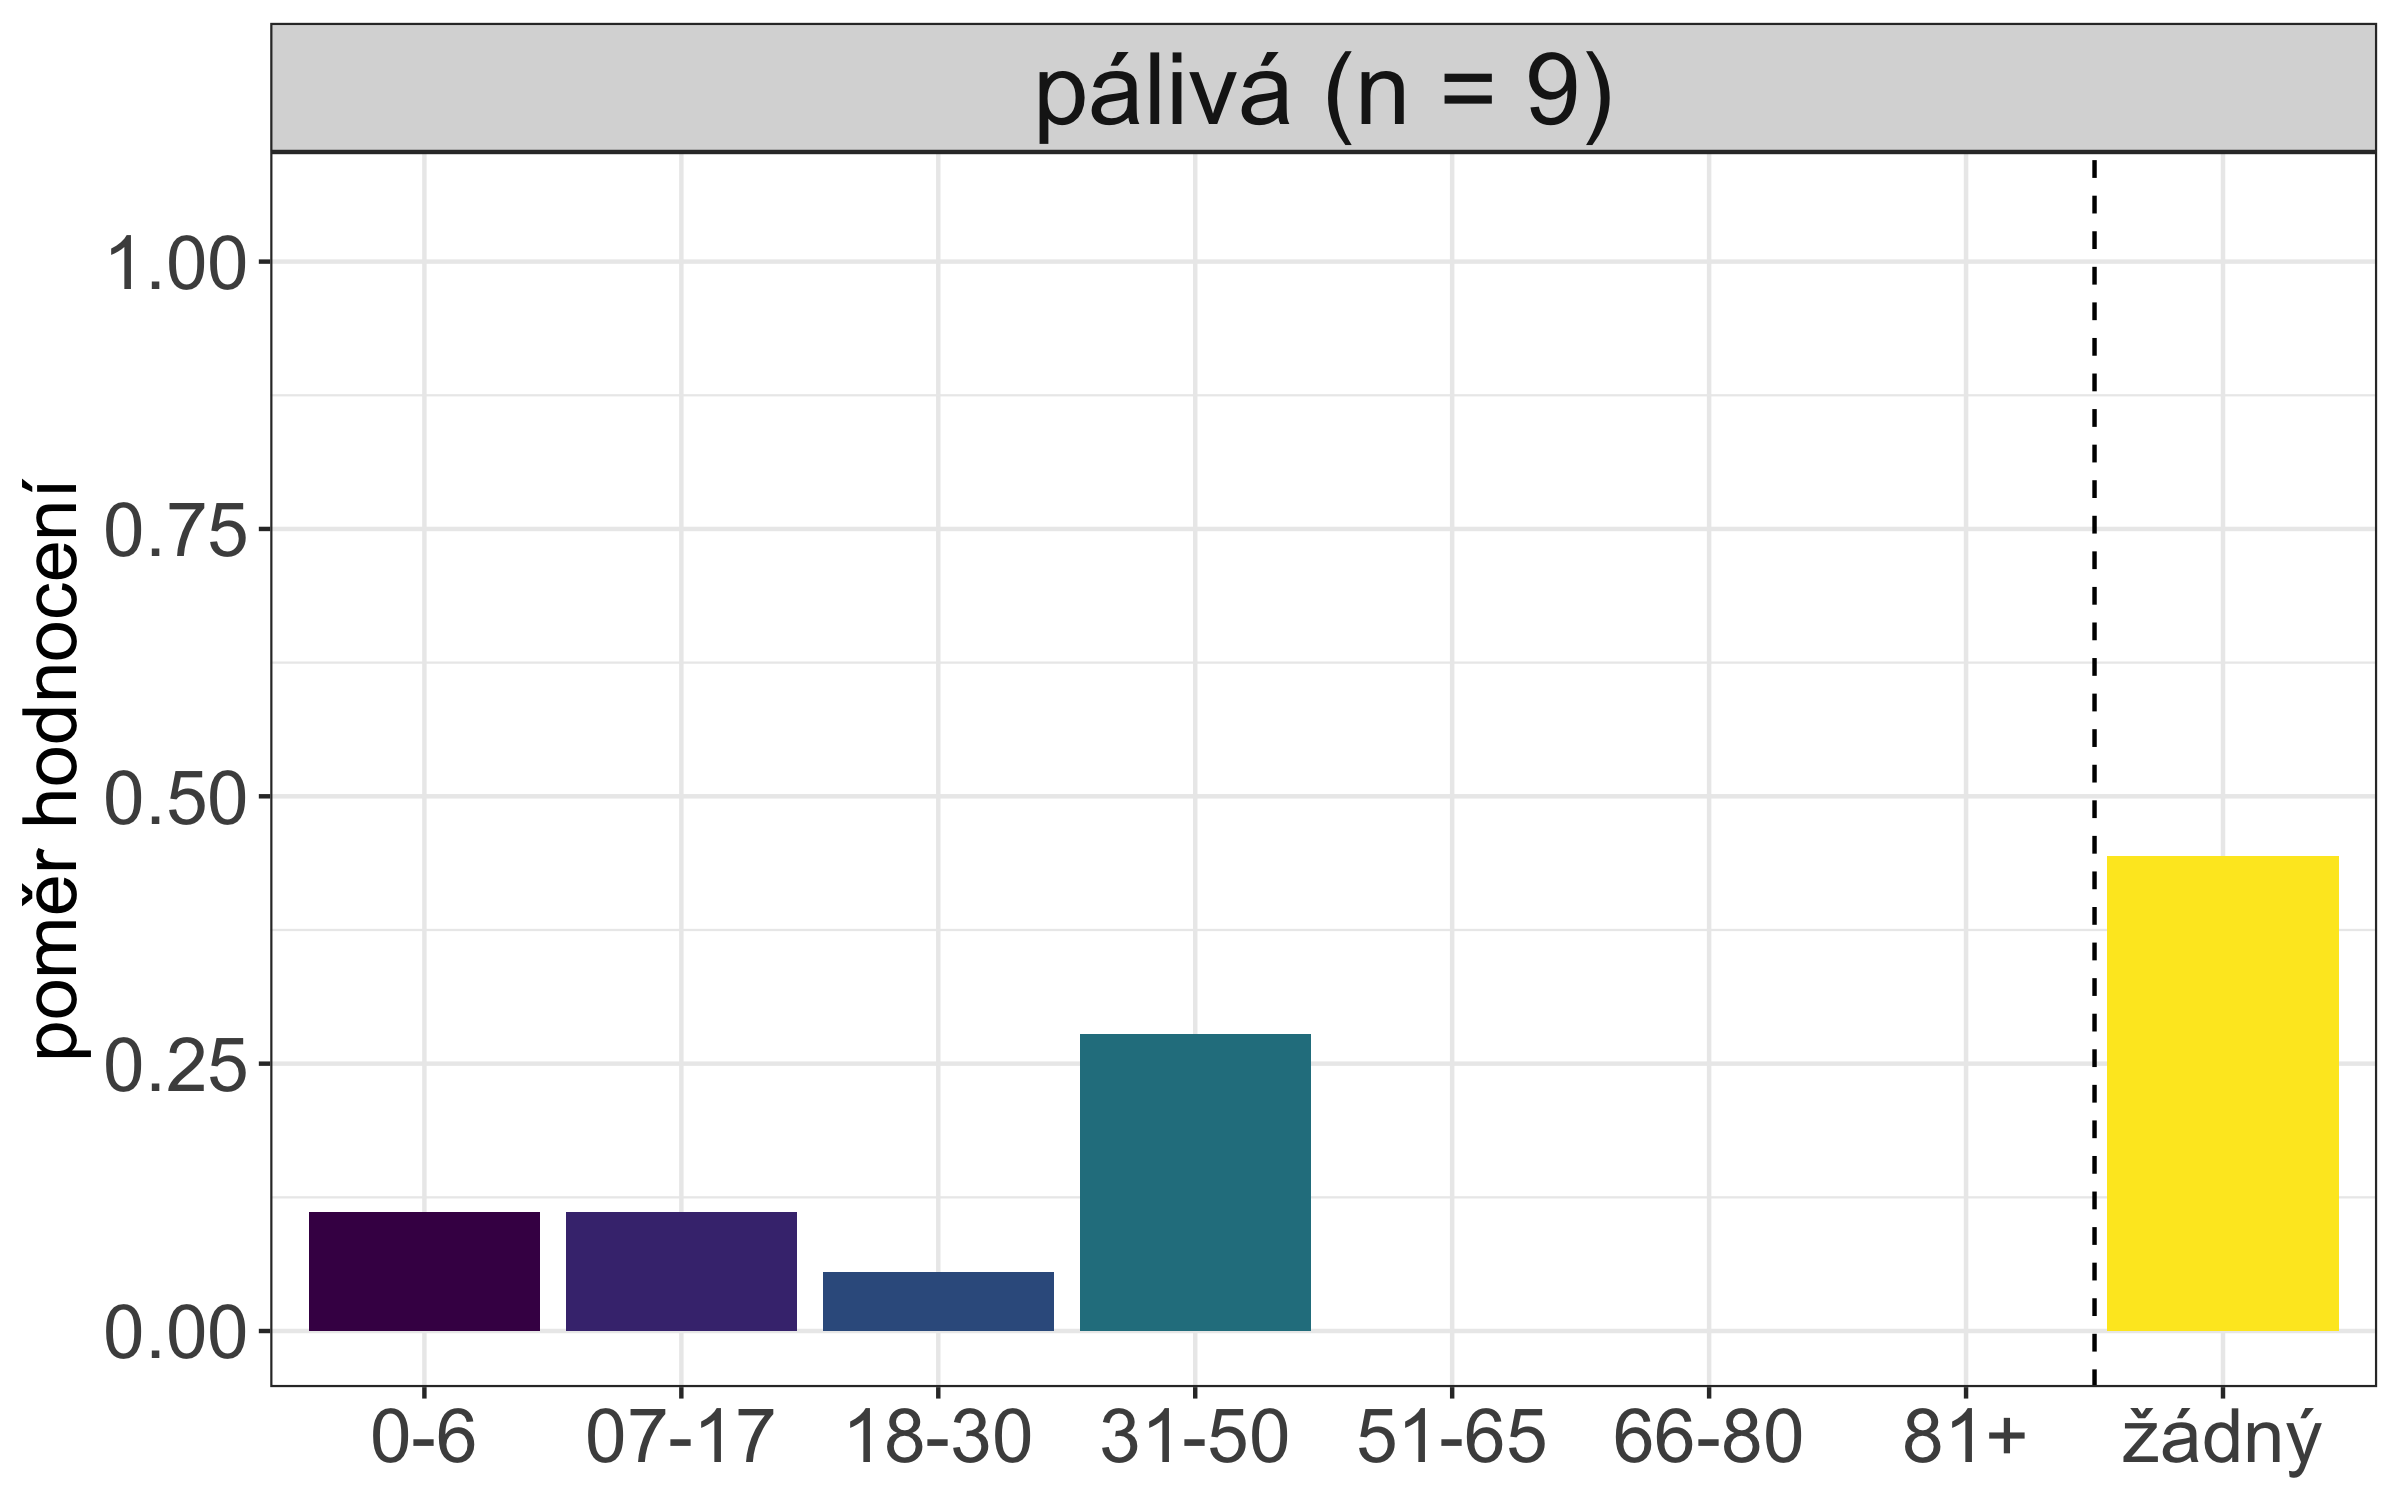 pálivá (n = 9)
poměr hodnocení
1.00
0.75
0.50
0.25
0.00
0-6 07-17 18-30 31-50 51-65 66-80 81+ žádný